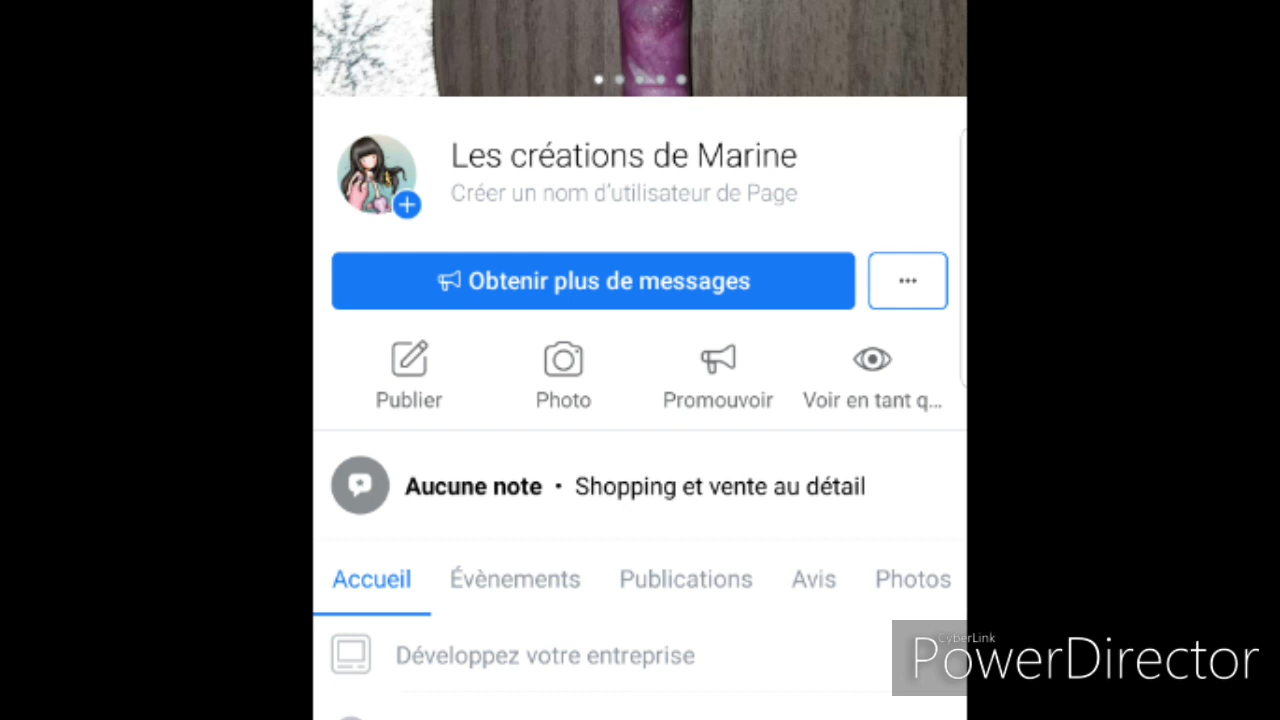 Les créations de Marine
Créer un nom d'utilisateur de Page
Obtenir plus de messages
Publier
Photo
Promouvoir
Voir en tant q...
Aucune note • Shopping et vente au détail
Accueil
Évènements
Publications
Avis
Photos
Développez votre entreprise
CyberLink
PowerDirector